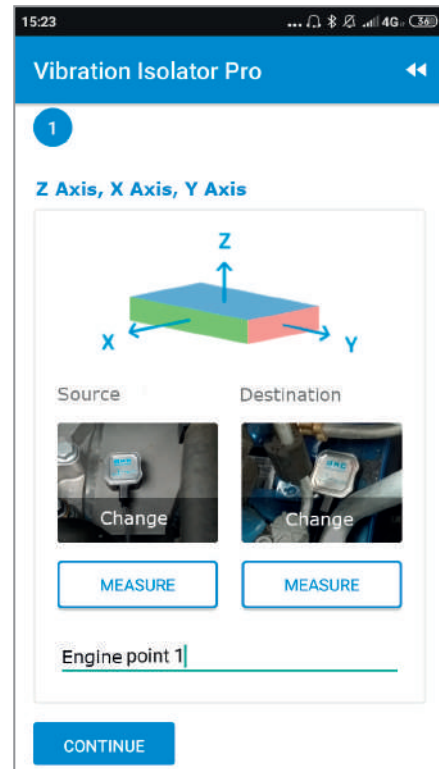 15:23
... 4G 36
Vibration Isolator Pro
1
Z Axis, X Axis, Y Axis
Z
X
Y
Source Destination
Change Change
MEASURE MEASURE
Engine point 1
CONTINUE